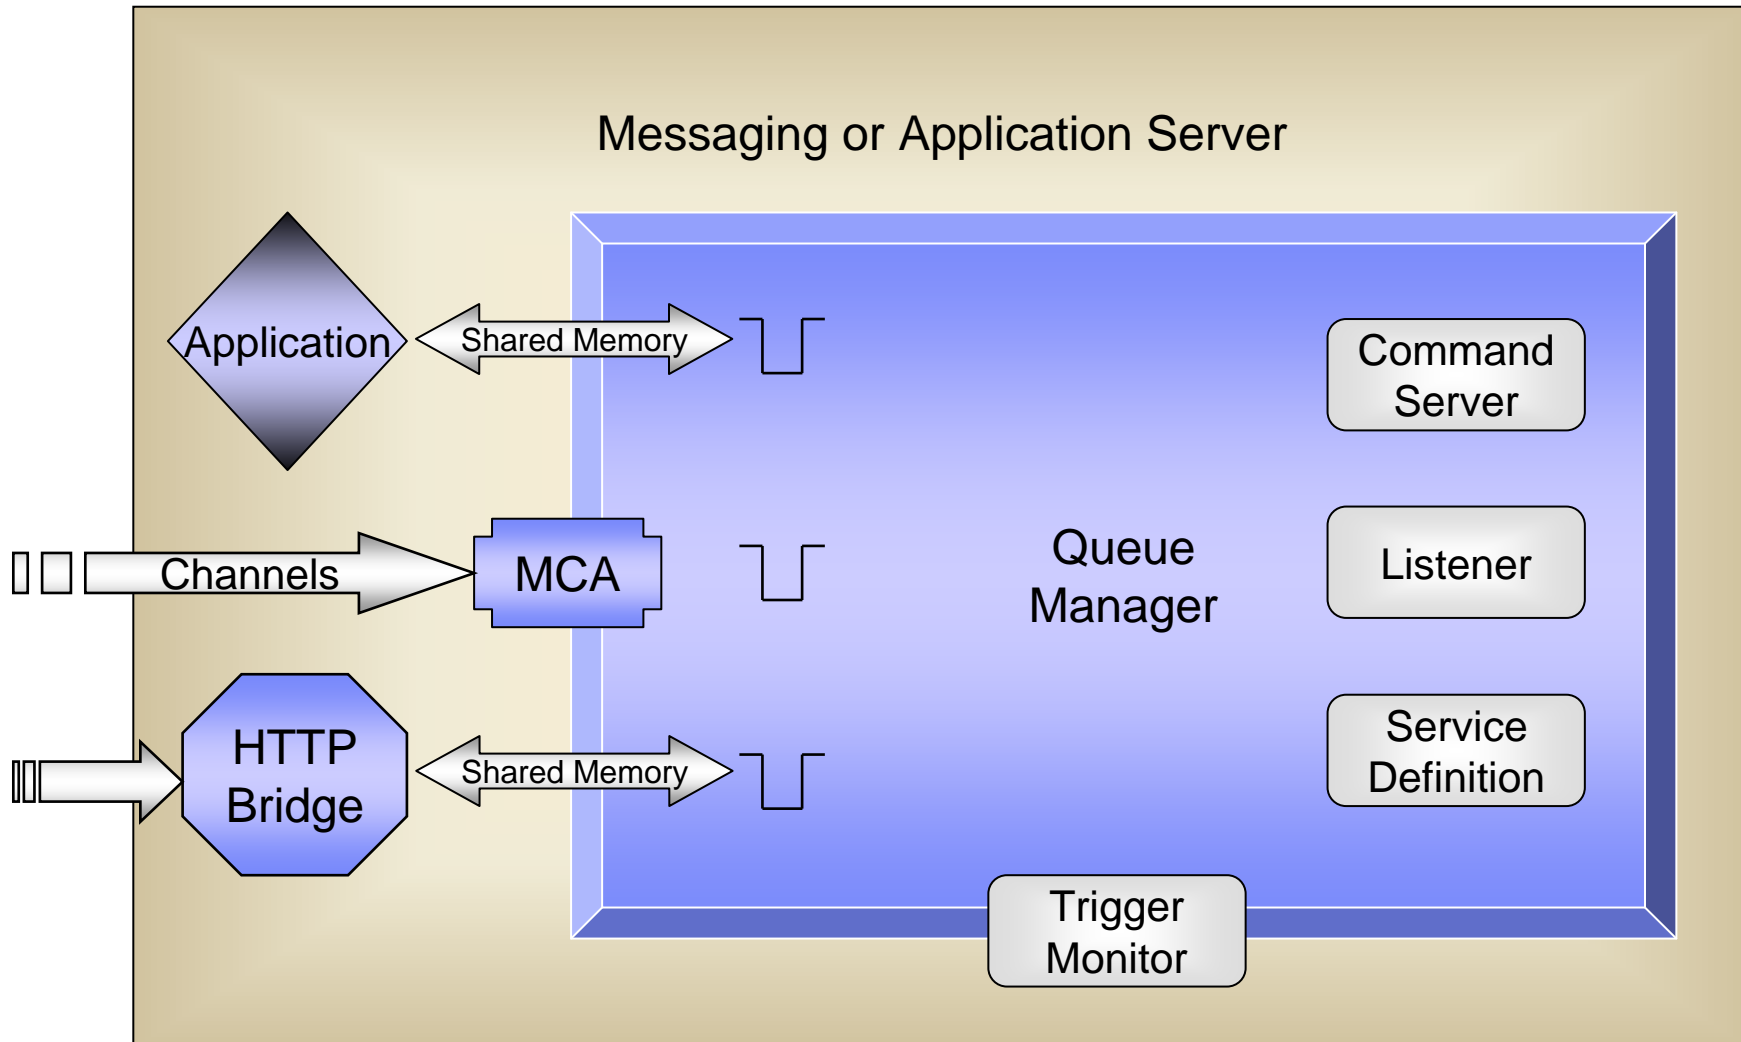 Messaging or Application Server
Application
Shared Memory
Command
Server
Channels
MCA
Queue
Manager
Listener
HTTP
Bridge
Shared Memory
Service
Definition
Trigger
Monitor